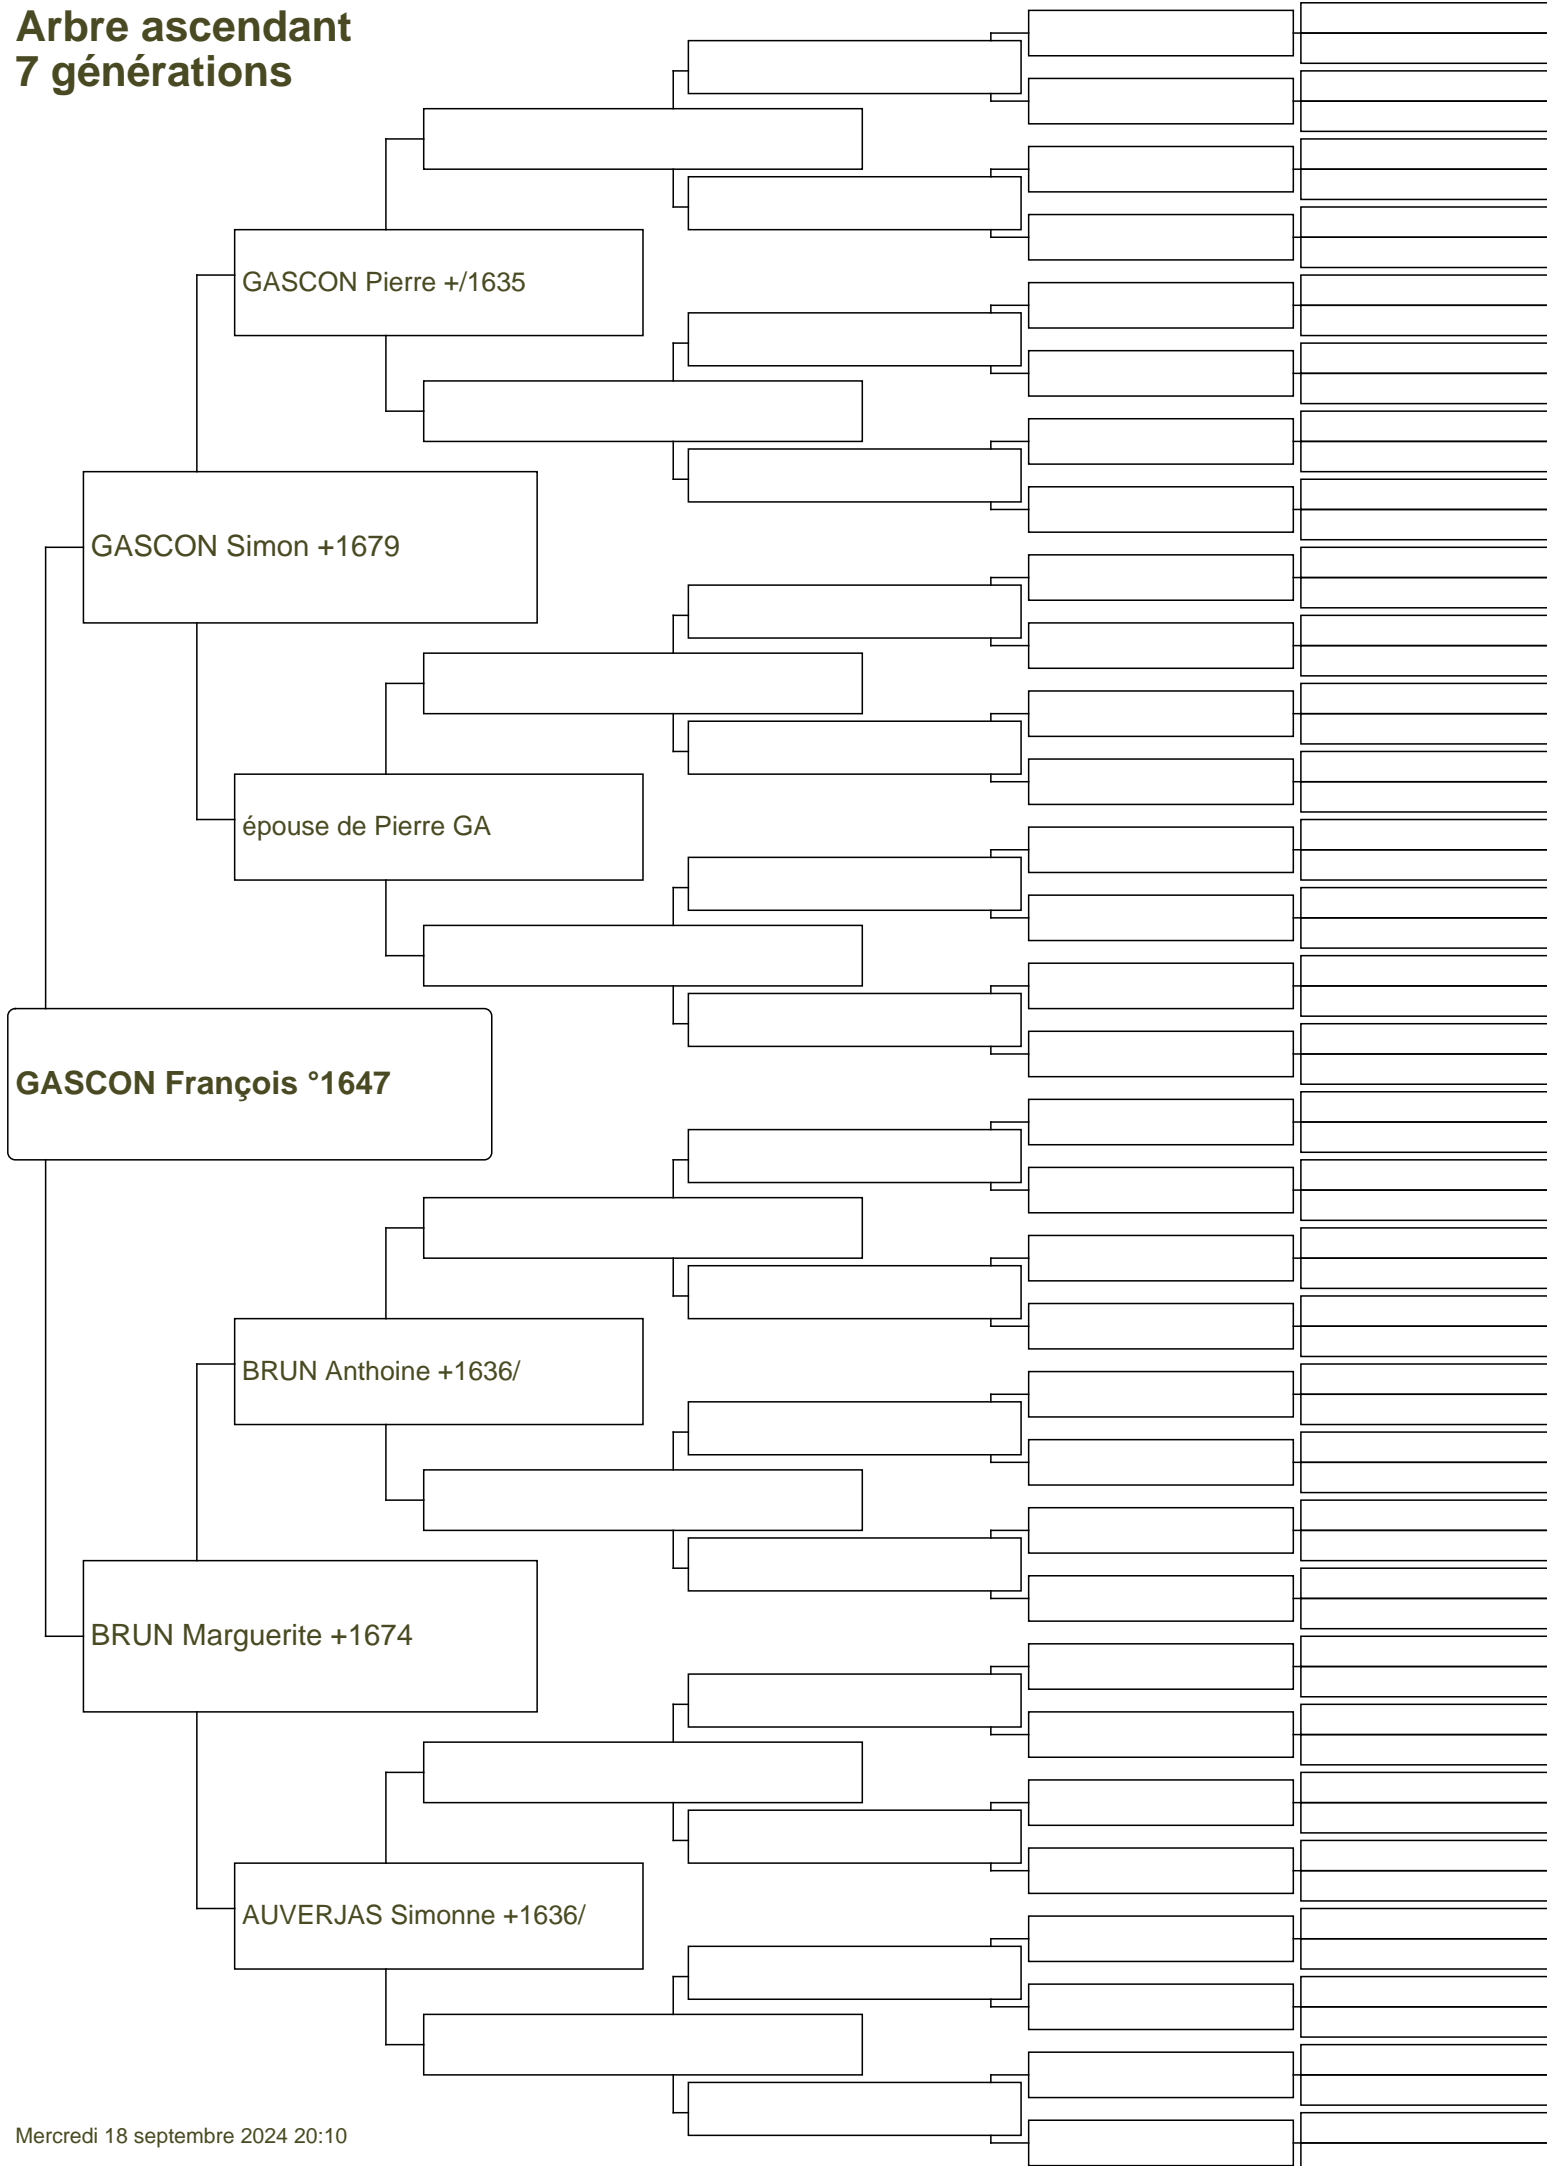 Arbre ascendant
7 générations
GASCON Pierre +/1635
GASCON Simon +1679
épouse de Pierre GA
GASCON François °1647
BRUN Anthoine +1636/
BRUN Marguerite +1674
AUVERJAS Simonne +1636/
Mercredi 18 septembre 2024 20:10